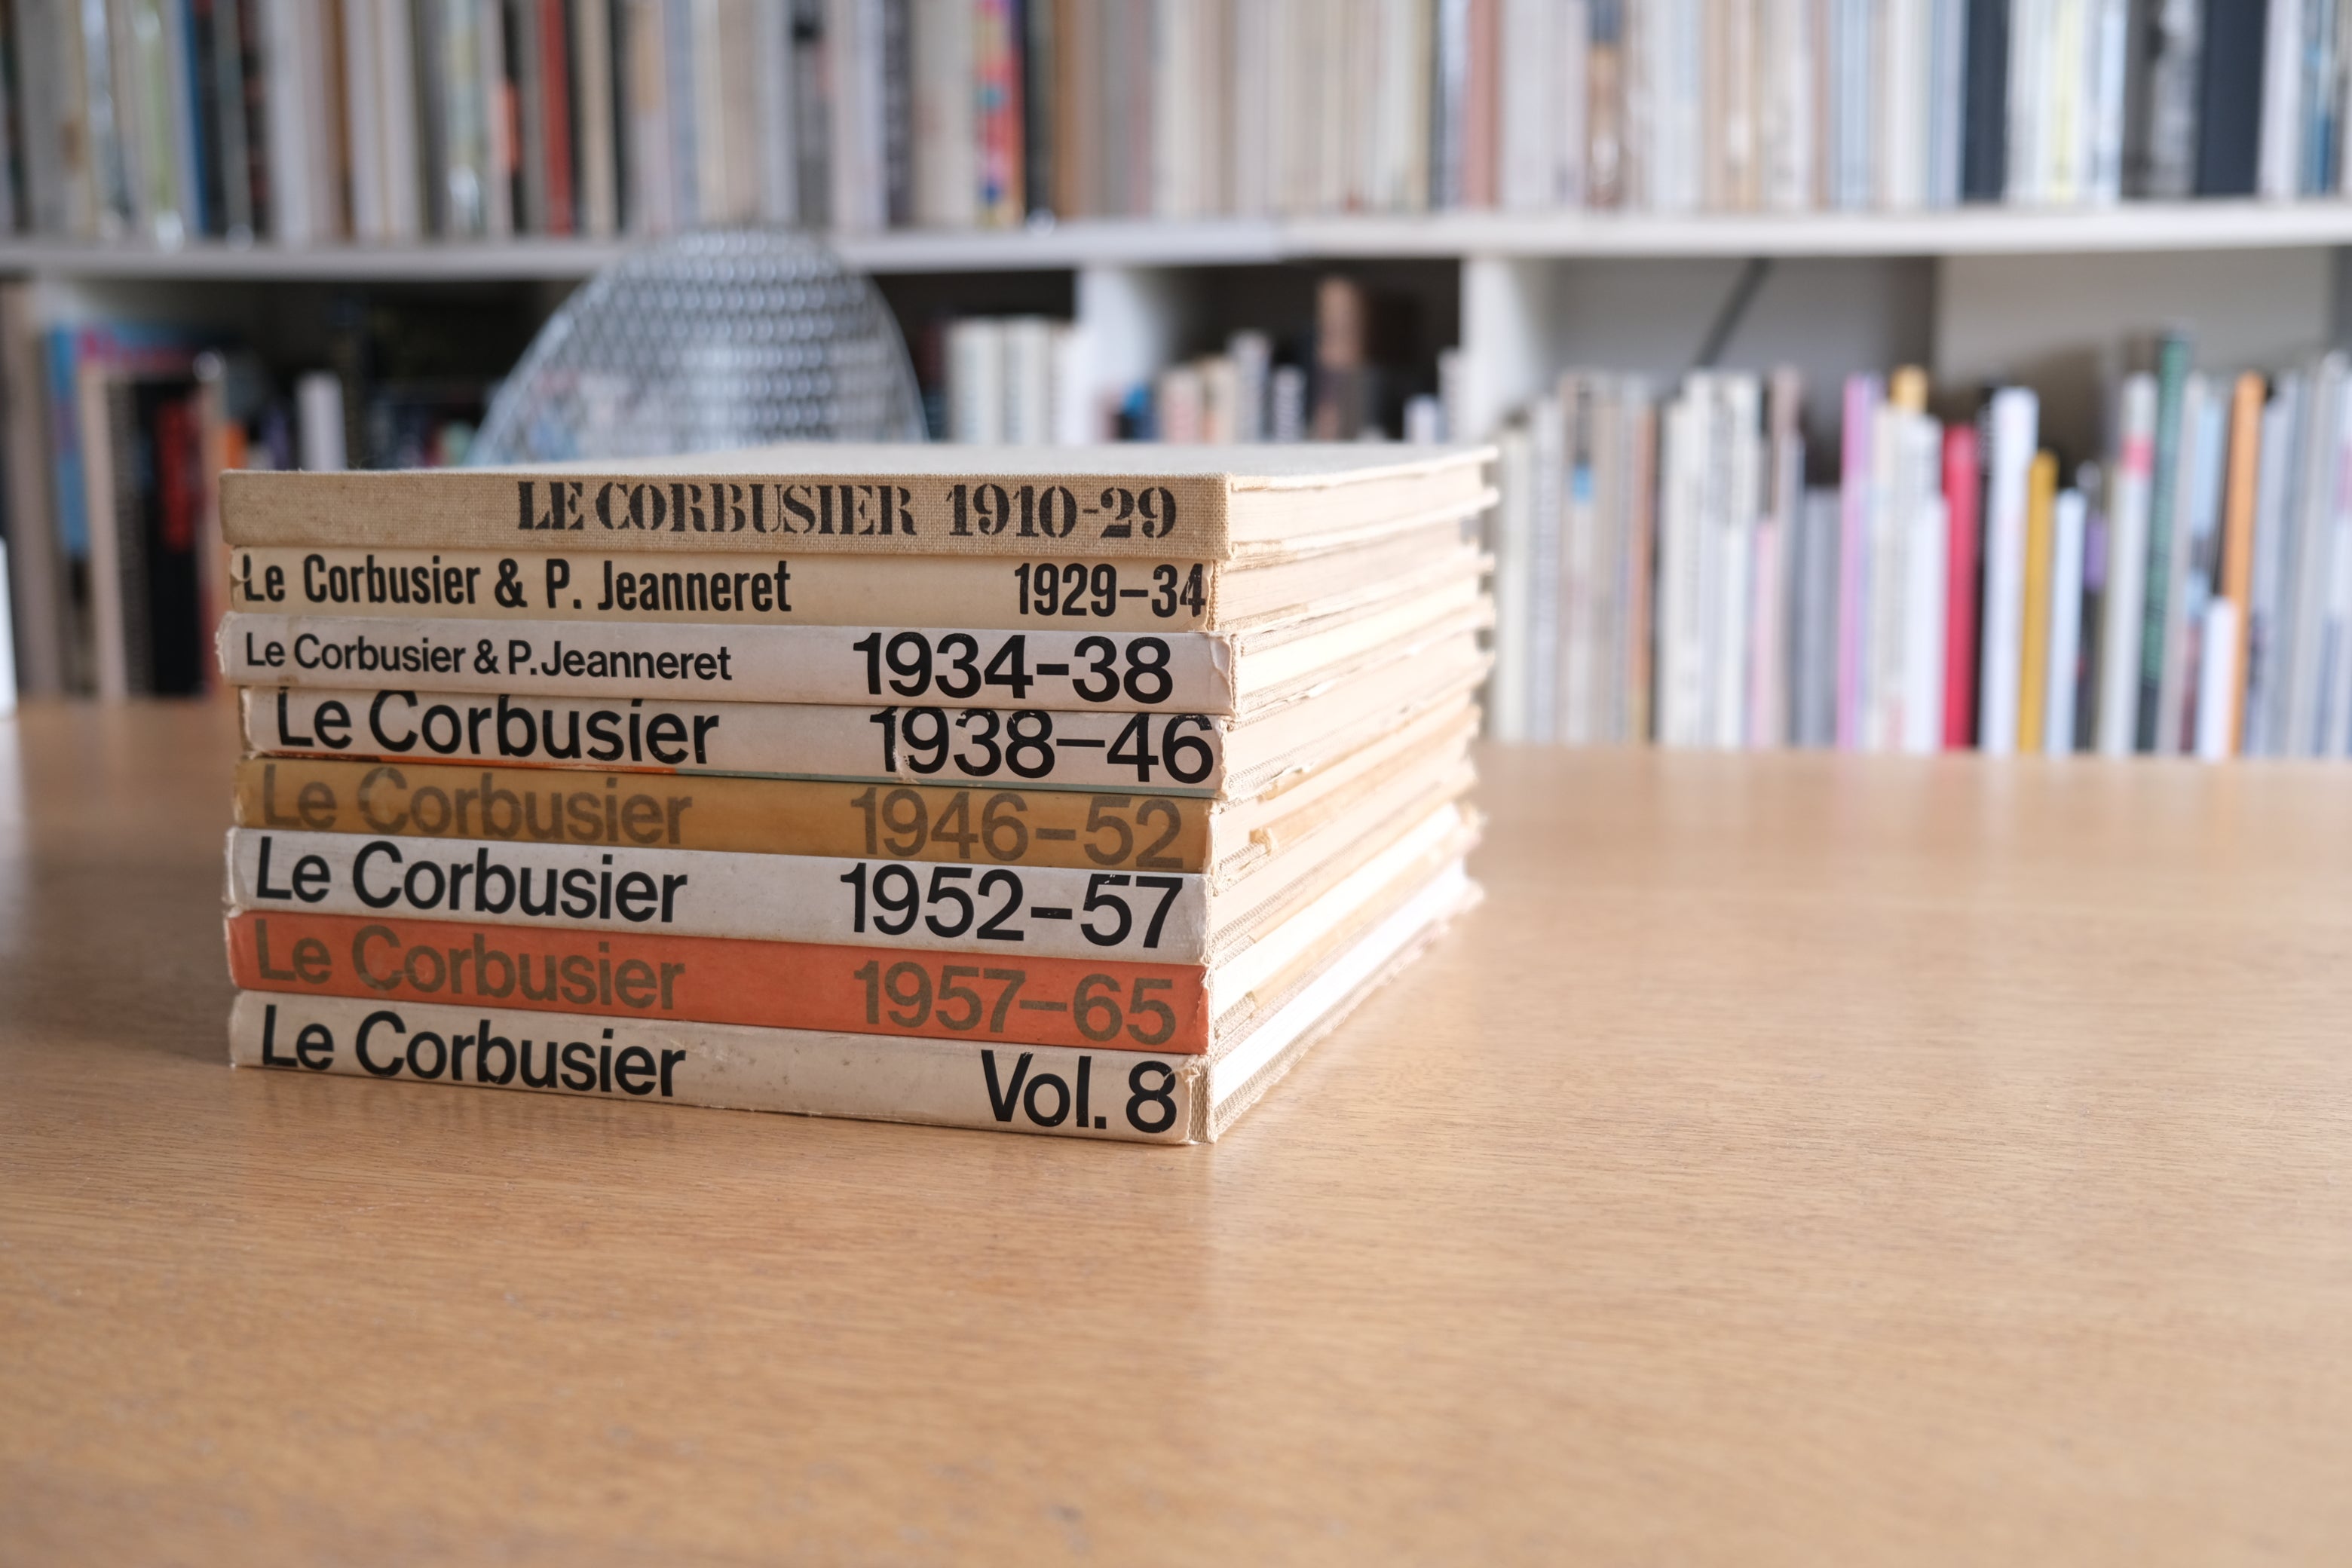 LE CORBUSIER 1910-29
Le Corbusier & P. Jeanneret 1929–34
Le Corbusier & P.Jeanneret 1934–38
Le Corbusier 1938–46
Le Corbusier 1946–52
Le Corbusier 1952–57
Le Corbusier 1957–65
Le Corbusier Vol. 8